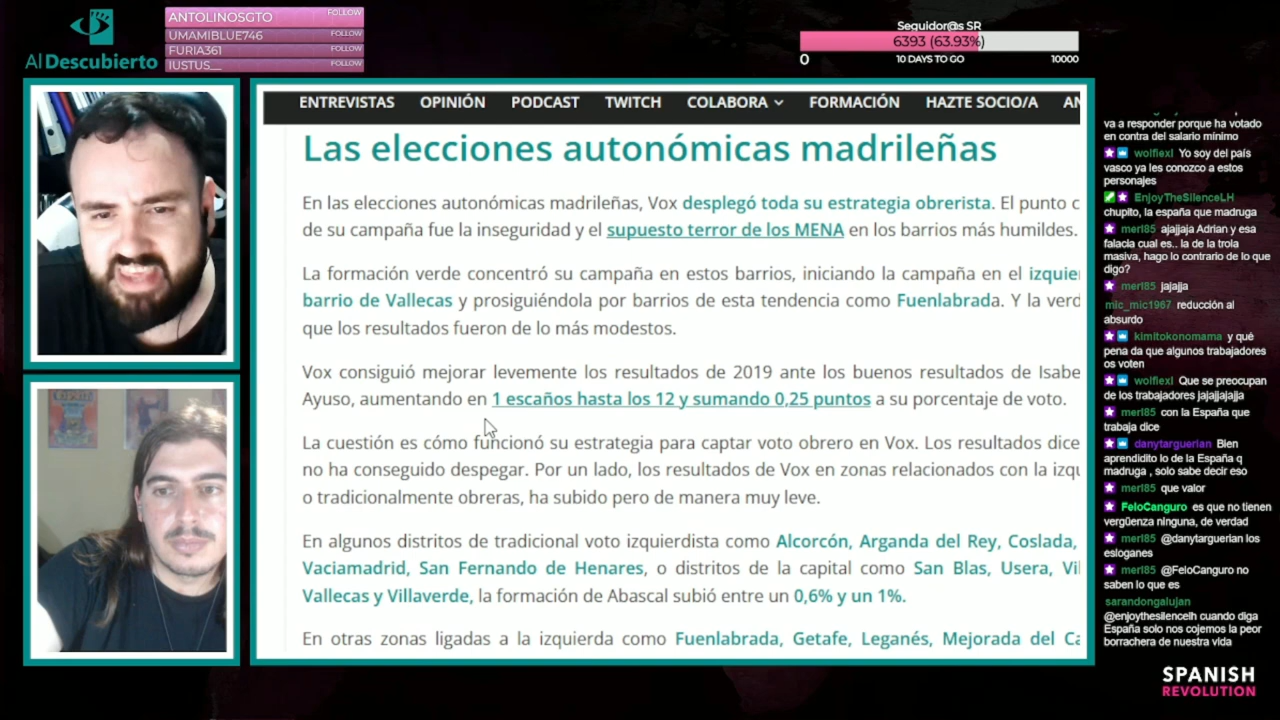 Al Descubierto
ANTOLINOSGTO FOLLOW
UMAMIBLUE746 FOLLOW
FURIA361 FOLLOW
IUSTUS__ FOLLOW
Seguidor@s SR
6393 (63.93%)
0 10 DAYS TO GO 10000
ENTREVISTAS OPINIÓN PODCAST TWITCH COLABORA FORMACIÓN HAZTE SOCIO/A
Las elecciones autonómicas madrileñas
En las elecciones autonómicas madrileñas, Vox desplegó toda su estrategia obrerista. El punto c
de su campaña fue la inseguridad y el supuesto terror de los MENA en los barrios más humildes.
La formación verde concentró su campaña en estos barrios, iniciando la campaña en el izquier
barrio de Vallecas y prosiguiéndola por barrios de esta tendencia como Fuenlabrada. Y la verd
que los resultados fueron de lo más modestos.
Vox consiguió mejorar levemente los resultados de 2019 ante los buenos resultados de Isabe
Ayuso, aumentando en 1 escaños hasta los 12 y sumando 0,25 puntos a su porcentaje de voto.
La cuestión es cómo funcionó su estrategia para captar voto obrero en Vox. Los resultados dice
no ha conseguido despegar. Por un lado, los resultados de Vox en zonas relacionados con la izqu
o tradicionalmente obreras, ha subido pero de manera muy leve.
En algunos distritos de tradicional voto izquierdista como Alcorcón, Arganda del Rey, Coslada,
Vaciamadrid, San Fernando de Henares, o distritos de la capital como San Blas, Usera, Vi
Vallecas y Villaverde, la formación de Abascal subió entre un 0,6% y un 1%.
En otras zonas ligadas a la izquierda como Fuenlabrada, Getafe, Leganés, Mejorada del Ca
va a responder porque ha votado
en contra del salario mínimo
wolflexl Yo soy del país
vasco ya les conozco a estos
personajes
EnjoyTheSilenceLH
chupito, la españa que madruga
merl85 ajajjaja Adrian y esa
falacia cual es.. la de la trola
masiva, hago lo contrario de lo que
digo?
merl85 jajajja
mic_mic1967 reducción al
absurdo
kimitokonomama y qué
pena da que algunos trabajadores
os voten
wolflexl Que se preocupan
de los trabajadores jajajjajajja
merl85 con la España que
trabaja dice
danytarguerian Bien
aprendidito lo de la España q
madruga , solo sabe decir eso
merl85 que valor
FeloCanguro es que no tienen
vergüenza ninguna, de verdad
merl85 @danytarguerian los
esloganes
merl85 @FeloCanguro no
saben lo que es
sarandongalujan
@enjoythesilencelh cuando diga
España solo nos cojemos la peor
borrachera de nuestra vida
SPANISH
REVOLUTION